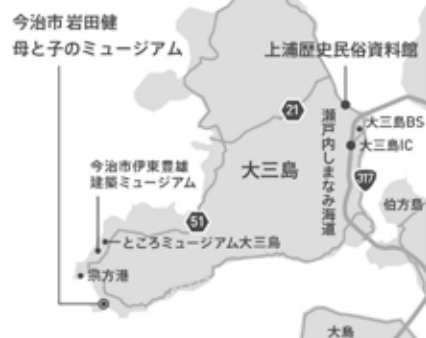 今治市 岩田健
母と子のミュージアム
上浦歴史民俗資料館
21
瀬戸内しまなみ海道
大三島BS
大三島IC
大三島
317
今治市伊東豊雄
建築ミュージアム
伯方島
51
ところミュージアム大三島
宗方港
大島